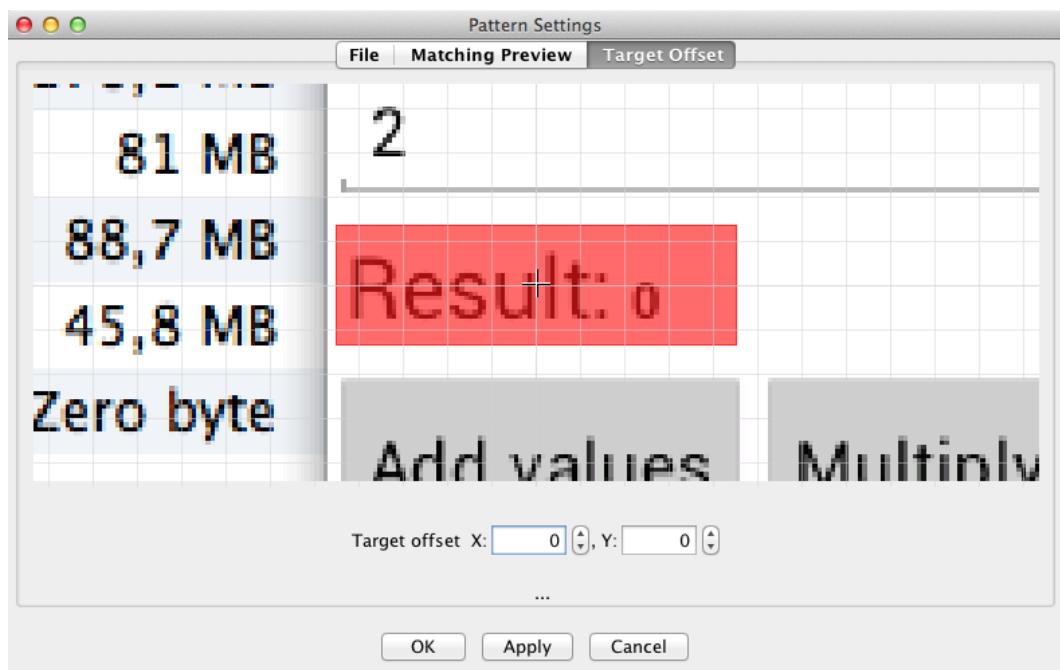 Pattern Settings
File Matching Preview Target Offset
81 MB
2
88,7 MB
Result: 0
45,8 MB
Zero byte
Add values Multiply
Target offset X: 0 , Y: 0
...
OK Apply Cancel